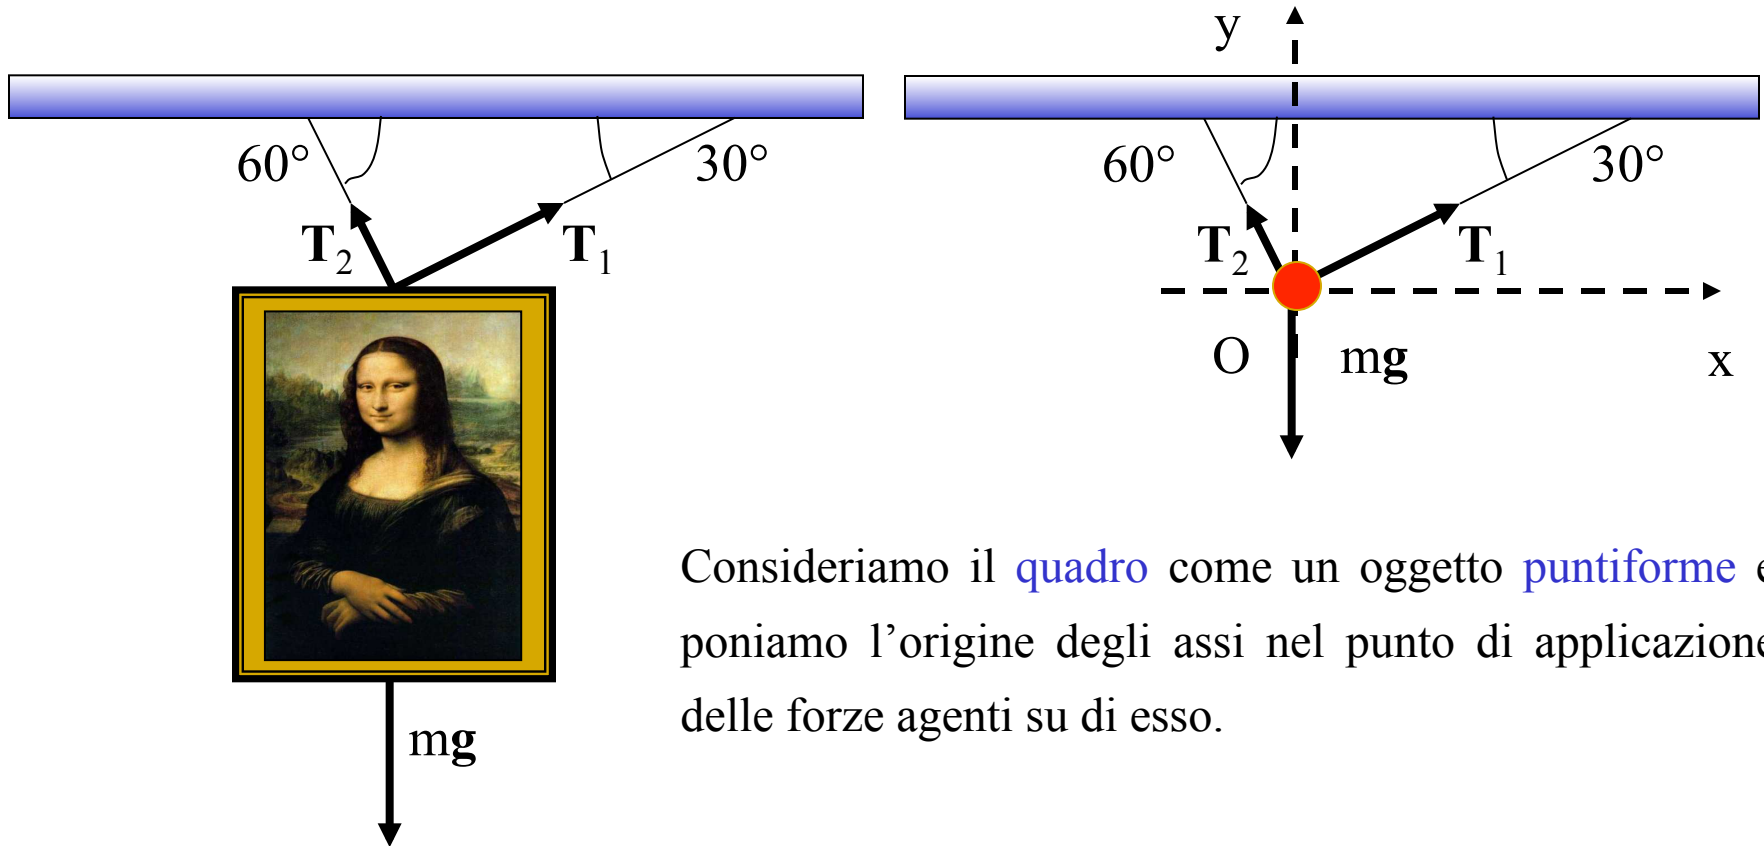 60°
30°
T₂
T₁
mg
y
60°
30°
T₂
T₁
O
mg
x
Consideriamo il quadro come un oggetto puntiforme e
poniamo l’origine degli assi nel punto di applicazione
delle forze agenti su di esso.